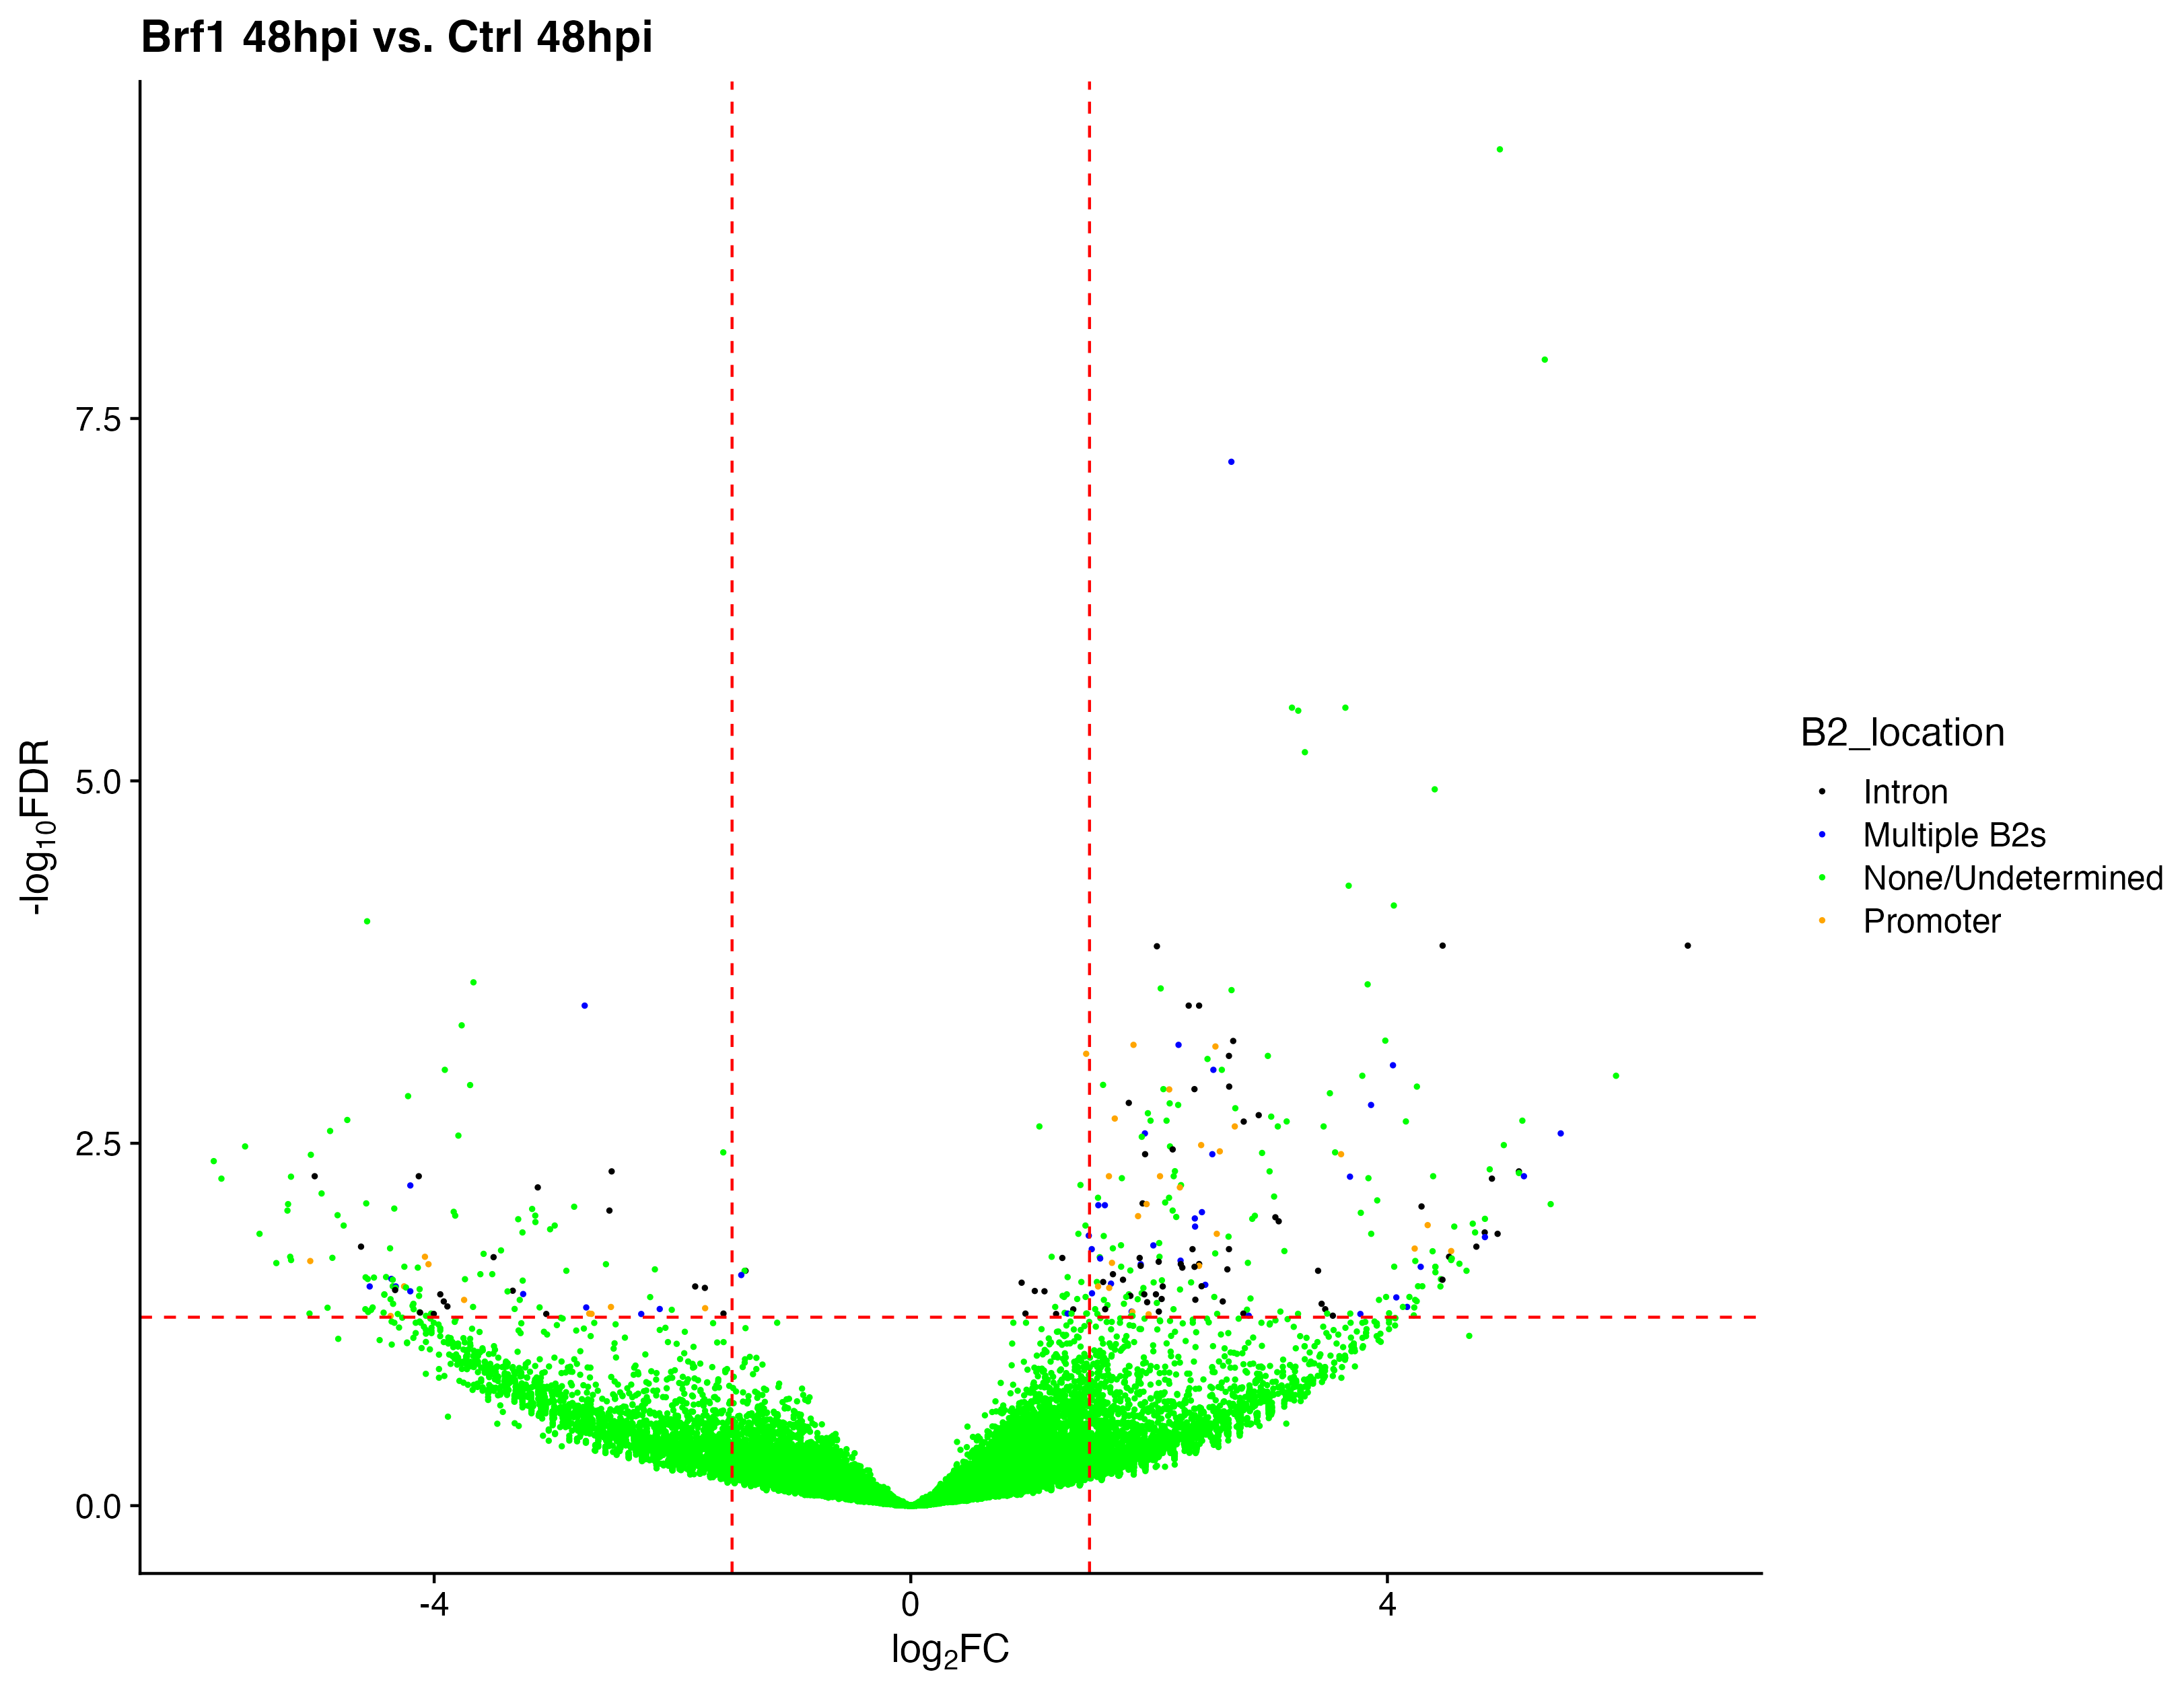 Brf1 48hpi vs. Ctrl 48hpi
-log10FDR
7.5
5.0
2.5
0.0
-4
0
4
log2FC
B2_location
Intron
Multiple B2s
None/Undetermined
Promoter